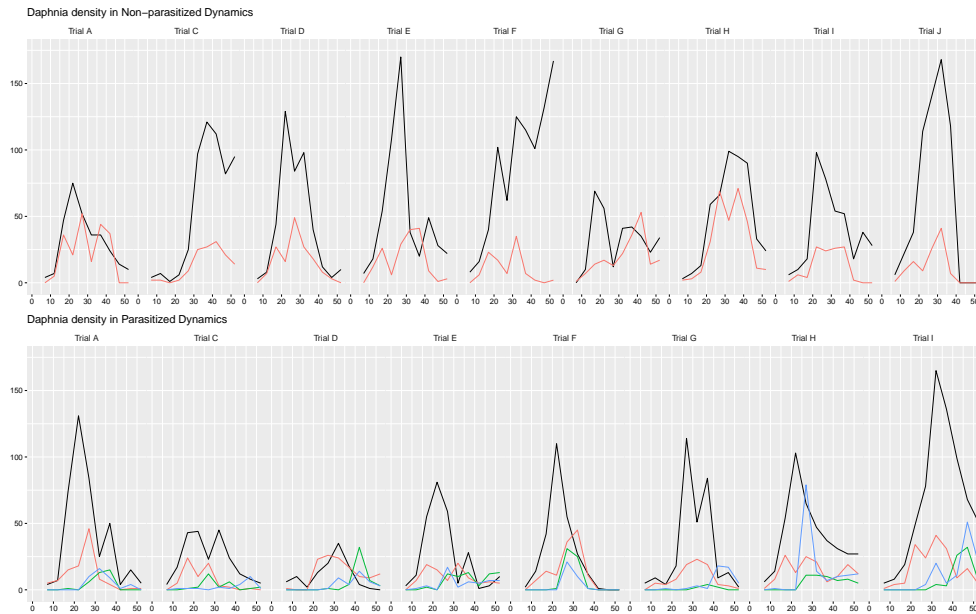 Daphnia density in Non−parasitized Dynamics
Trial A Trial C Trial D Trial E Trial F Trial G Trial H Trial I Trial J
150
100
50
0
0 10 20 30 40 50 0 10 20 30 40 50 0 10 20 30 40 50 0 10 20 30 40 50 0 10 20 30 40 50 0 10 20 30 40 50 0 10 20 30 40 50 0 10 20 30 40 50 0 10 20 30 40 50
Daphnia density in Parasitized Dynamics
Trial A Trial C Trial D Trial E Trial F Trial G Trial H Trial I
150
100
50
0
0 10 20 30 40 50 0 10 20 30 40 50 0 10 20 30 40 50 0 10 20 30 40 50 0 10 20 30 40 50 0 10 20 30 40 50 0 10 20 30 40 50 0 10 20 30 40 50